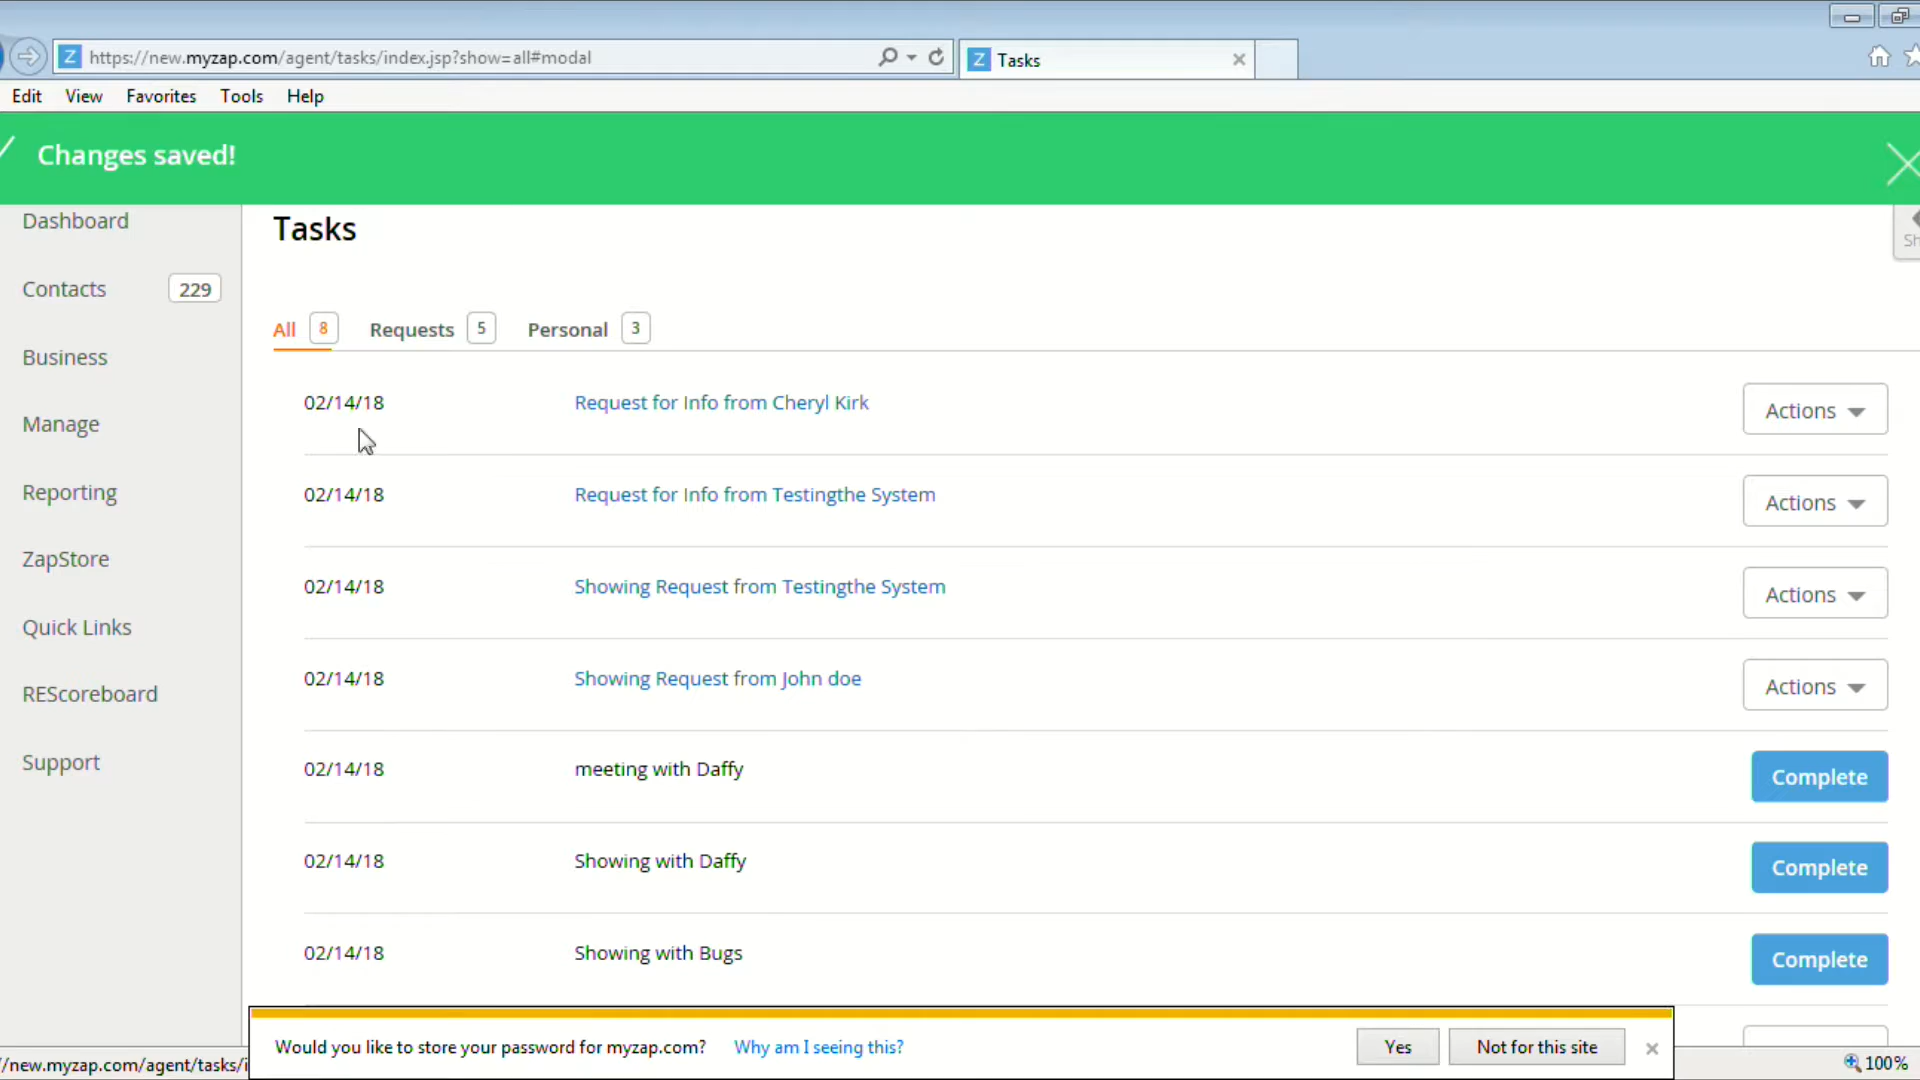 https://new.myzap.com/agent/tasks/index.jsp?show=all#modal
Z Tasks
Edit View Favorites Tools Help
Changes saved!
Dashboard
Contacts 229
Business
Manage
Reporting
ZapStore
Quick Links
REScoreboard
Support
Tasks
All 8 Requests 5 Personal 3
02/14/18 Request for Info from Cheryl Kirk Actions
02/14/18 Request for Info from Testingthe System Actions
02/14/18 Showing Request from Testingthe System Actions
02/14/18 Showing Request from John doe Actions
02/14/18 meeting with Daffy Complete
02/14/18 Showing with Daffy Complete
02/14/18 Showing with Bugs Complete
Would you like to store your password for myzap.com? Why am I seeing this? Yes Not for this site
/new.myzap.com/agent/tasks/i
100%